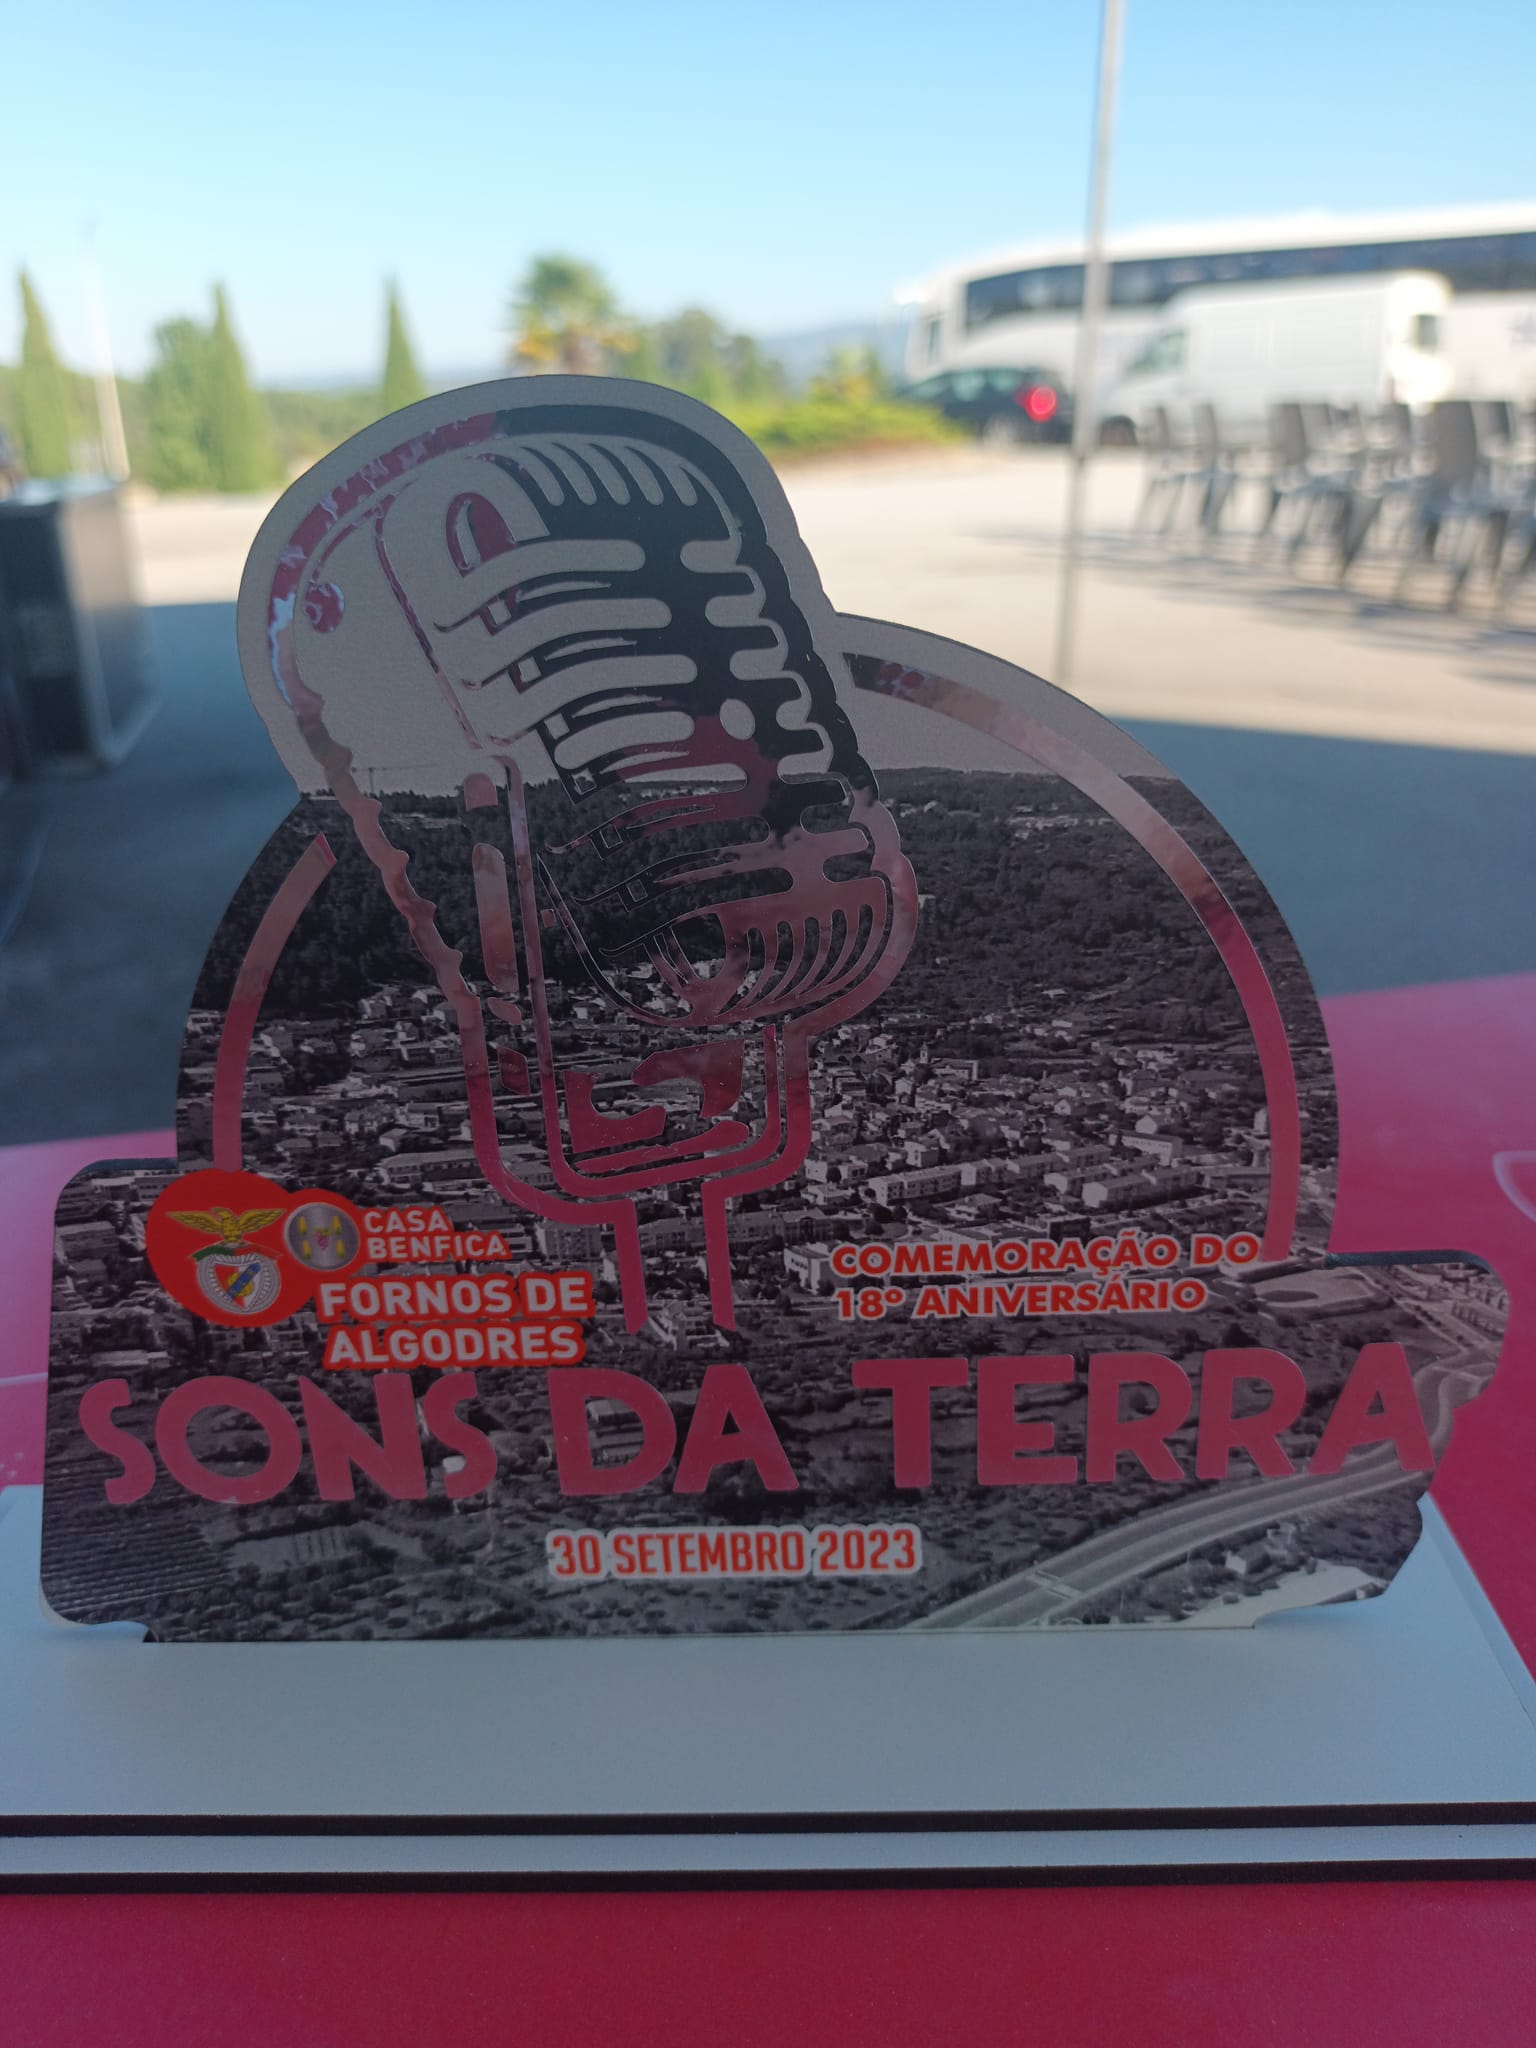 CASA
BENFICA
FORNOS DE
ALGODRES
COMEMORAÇÃO DO
18º ANIVERSÁRIO
SONS DA TERRA
30 SETEMBRO 2023